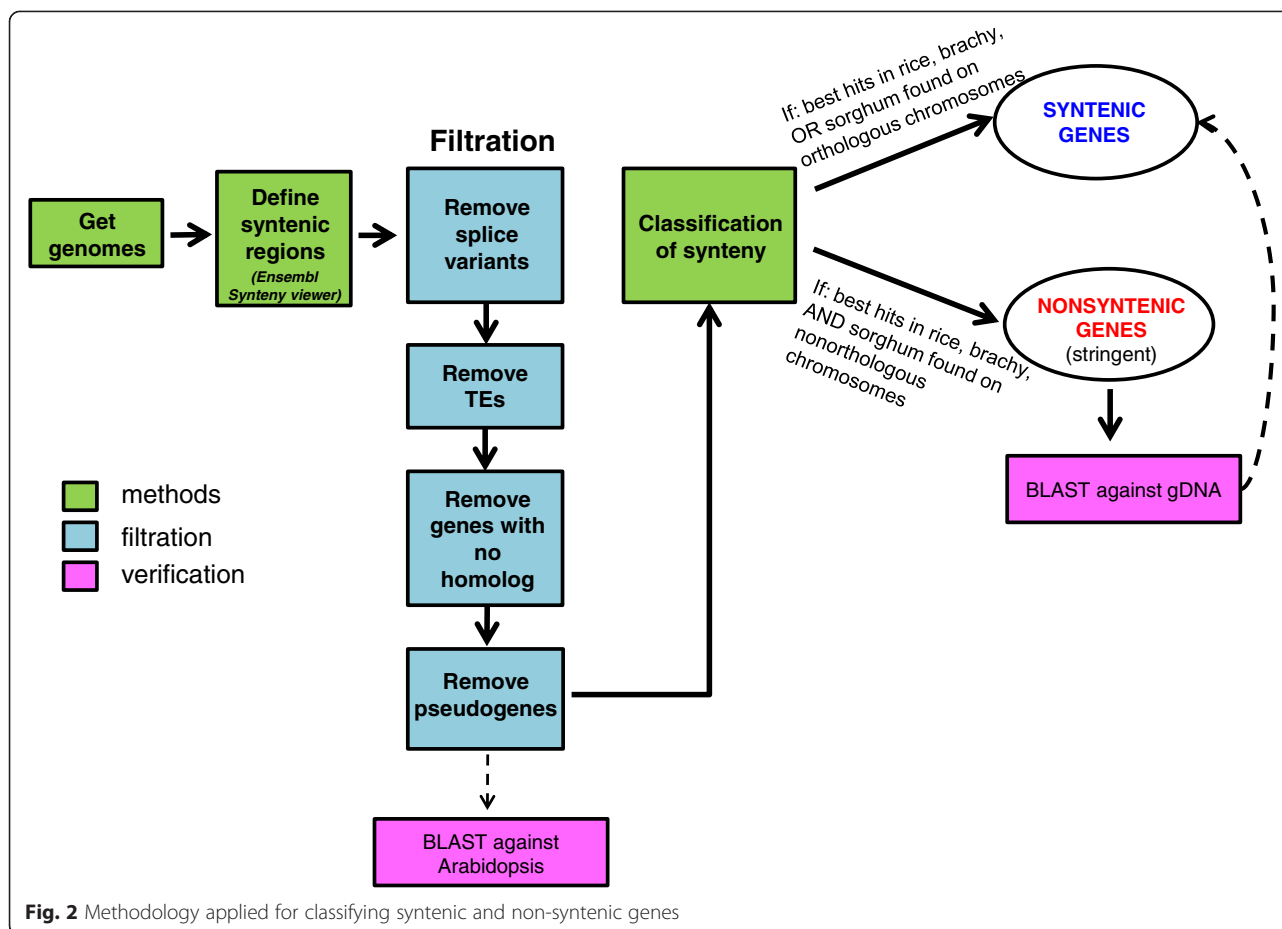 Get
genomes
Define
syntenic
regions
(Ensembl
Synteny viewer)
Filtration
Remove
splice
variants
Remove
TEs
Remove
genes with
no
homolog
Remove
pseudogenes
BLAST against
Arabidopsis
Classification
of synteny
If: best hits in rice, brachy,
OR sorghum found on
orthologous chromosomes
SYNTENIC
GENES
If: best hits in rice, brachy,
AND sorghum found on
nonorthologous
chromosomes
NONSYNTENIC
GENES
(stringent)
BLAST against gDNA
methods
filtration
verification
Fig. 2 Methodology applied for classifying syntenic and non-syntenic genes